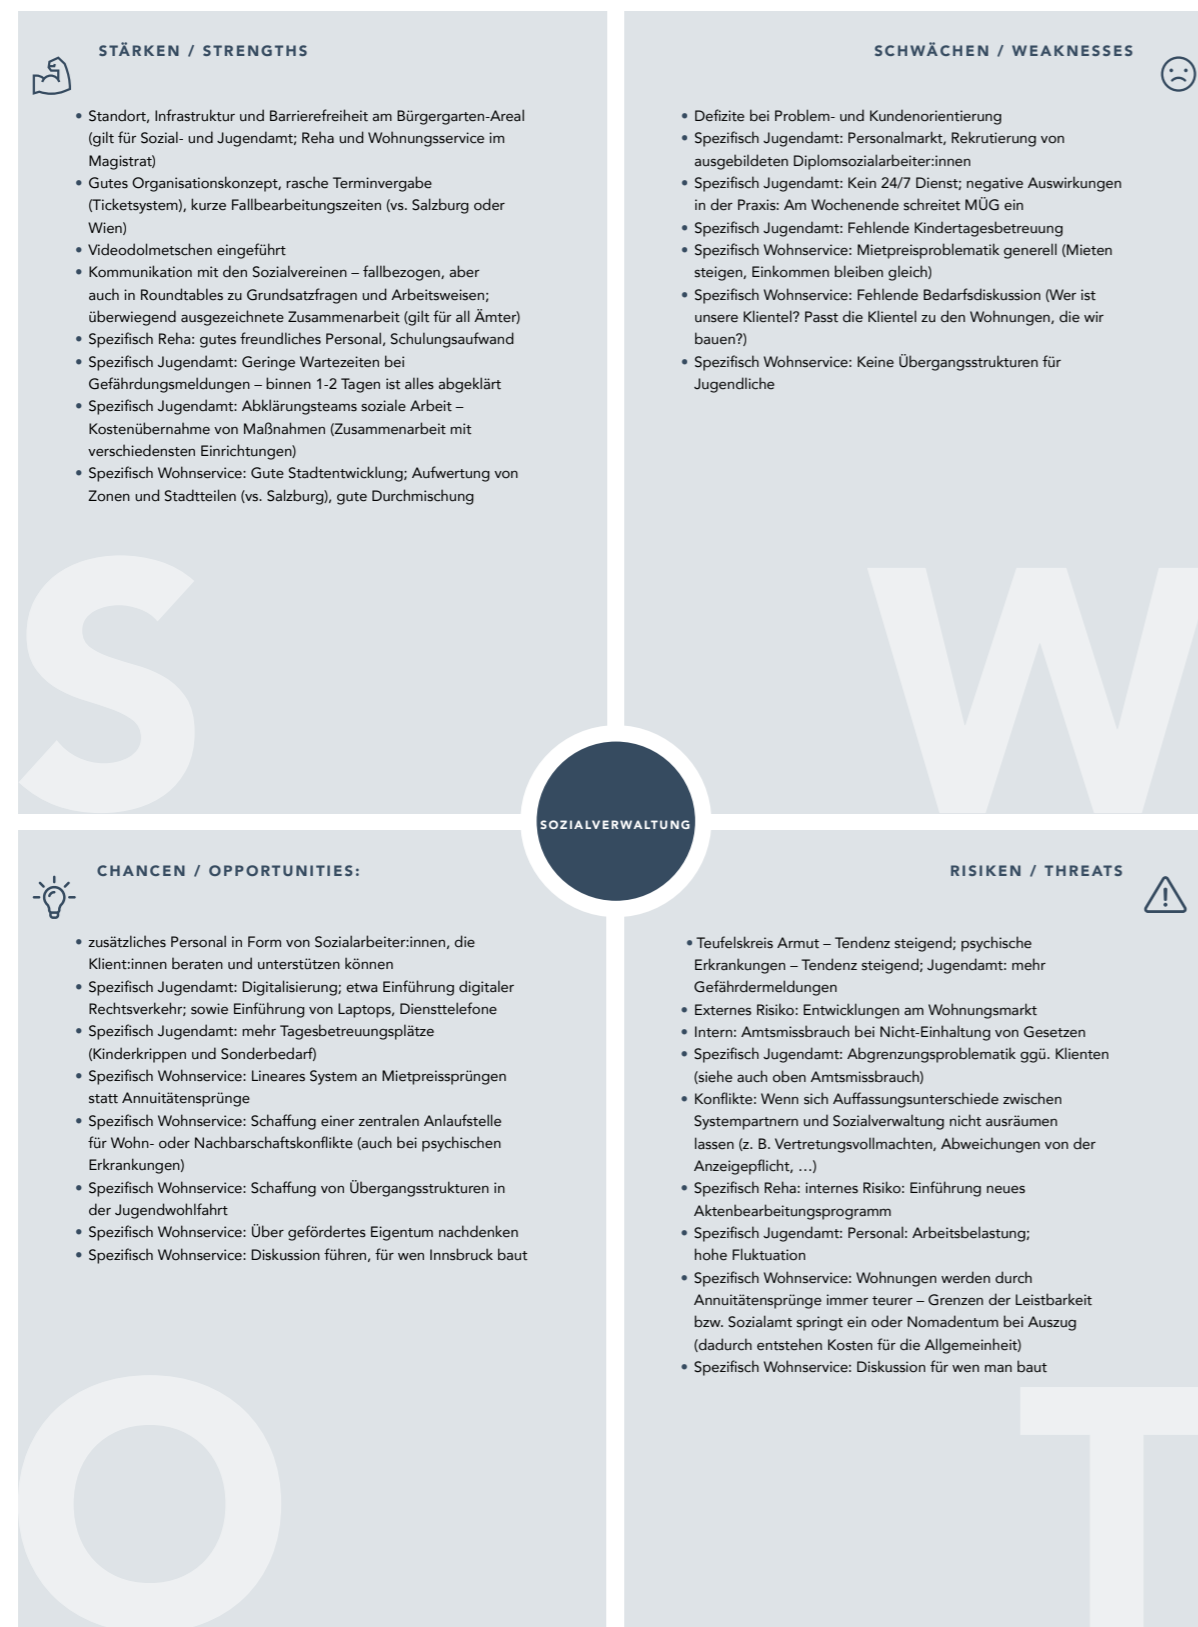 STÄRKEN / STRENGTHS
• Standort, Infrastruktur und Barrierefreiheit am Bürgergarten-Areal
(gilt für Sozial- und Jugendamt; Reha und Wohnungsservice im
Magistrat)
• Gutes Organisationskonzept, rasche Terminvergabe
(Ticketsystem), kurze Fallbearbeitungszeiten (vs. Salzburg oder
Wien)
• Videodolmetschen eingeführt
• Kommunikation mit den Sozialvereinen – fallbezogen, aber
auch in Roundtables zu Grundsatzfragen und Arbeitsweisen;
überwiegend ausgezeichnete Zusammenarbeit (gilt für all Ämter)
• Spezifisch Reha: gutes freundliches Personal, Schulungsaufwand
• Spezifisch Jugendamt: Geringe Wartezeiten bei
Gefährdungsmeldungen – binnen 1-2 Tagen ist alles abgeklärt
• Spezifisch Jugendamt: Abklärungsteams soziale Arbeit –
Kostenübernahme von Maßnahmen (Zusammenarbeit mit
verschiedensten Einrichtungen)
• Spezifisch Wohnservice: Gute Stadtentwicklung; Aufwertung von
Zonen und Stadtteilen (vs. Salzburg), gute Durchmischung
S
SCHWÄCHEN / WEAKNESSES
• Defizite bei Problem- und Kundenorientierung
• Spezifisch Jugendamt: Personalmarkt, Rekrutierung von
ausgebildeten Diplomsozialarbeiter:innen
• Spezifisch Jugendamt: Kein 24/7 Dienst; negative Auswirkungen
in der Praxis: Am Wochenende schreitet MÜG ein
• Spezifisch Jugendamt: Fehlende Kindertagesbetreuung
• Spezifisch Wohnservice: Mietpreisproblematik generell (Mieten
steigen, Einkommen bleiben gleich)
• Spezifisch Wohnservice: Fehlende Bedarfsdiskussion (Wer ist
unsere Klientel? Passt die Klientel zu den Wohnungen, die wir
bauen?)
• Spezifisch Wohnservice: Keine Übergangsstrukturen für
Jugendliche
W
SOZIALVERWALTUNG
CHANCEN / OPPORTUNITIES:
• zusätzliches Personal in Form von Sozialarbeiter:innen, die
Klient:innen beraten und unterstützen können
• Spezifisch Jugendamt: Digitalisierung; etwa Einführung digitaler
Rechtsverkehr; sowie Einführung von Laptops, Diensttelefone
• Spezifisch Jugendamt: mehr Tagesbetreuungsplätze
(Kinderkrippen und Sonderbedarf)
• Spezifisch Wohnservice: Lineares System an Mietpreissprüngen
statt Annuitätensprünge
• Spezifisch Wohnservice: Schaffung einer zentralen Anlaufstelle
für Wohn- oder Nachbarschaftskonflikte (auch bei psychischen
Erkrankungen)
• Spezifisch Wohnservice: Schaffung von Übergangsstrukturen in
der Jugendwohlfahrt
• Spezifisch Wohnservice: Über gefördertes Eigentum nachdenken
• Spezifisch Wohnservice: Diskussion führen, für wen Innsbruck baut
O
RISIKEN / THREATS
• Teufelskreis Armut – Tendenz steigend; psychische
Erkrankungen – Tendenz steigend; Jugendamt: mehr
Gefährdermeldungen
• Externes Risiko: Entwicklungen am Wohnungsmarkt
• Intern: Amtsmissbrauch bei Nicht-Einhaltung von Gesetzen
• Spezifisch Jugendamt: Abgrenzungsproblematik ggü. Klienten
(siehe auch oben Amtsmissbrauch)
• Konflikte: Wenn sich Auffassungsunterschiede zwischen
Systempartnern und Sozialverwaltung nicht ausräumen
lassen (z. B. Vertretungsvollmachten, Abweichungen von der
Anzeigepflicht, …)
• Spezifisch Reha: internes Risiko: Einführung neues
Aktenbearbeitungsprogramm
• Spezifisch Jugendamt: Personal: Arbeitsbelastung;
hohe Fluktuation
• Spezifisch Wohnservice: Wohnungen werden durch
Annuitätensprünge immer teurer – Grenzen der Leistbarkeit
bzw. Sozialamt springt ein oder Nomadentum bei Auszug
(dadurch entstehen Kosten für die Allgemeinheit)
• Spezifisch Wohnservice: Diskussion für wen man baut
T